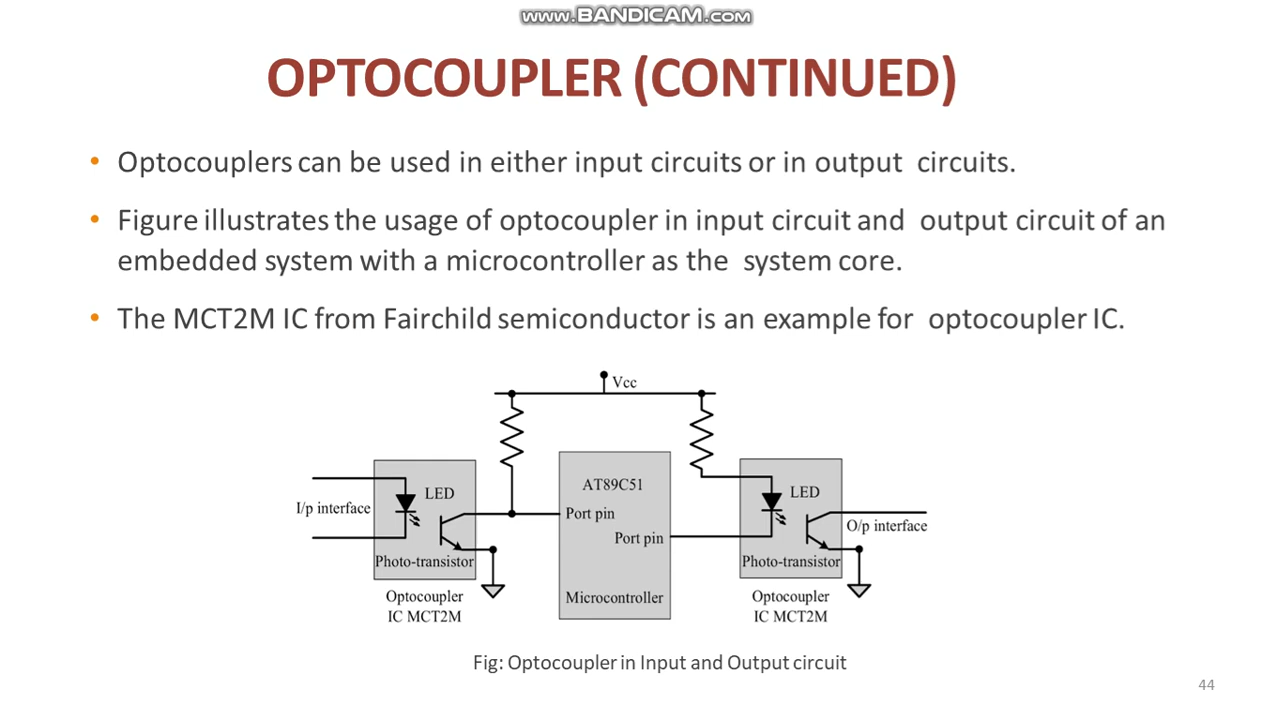 www.BANDICAM.com
OPTOCOUPLER (CONTINUED)
• Optocouplers can be used in either input circuits or in output circuits.
• Figure illustrates the usage of optocoupler in input circuit and output circuit of an
embedded system with a microcontroller as the system core.
• The MCT2M IC from Fairchild semiconductor is an example for optocoupler IC.
Vcc
I/p interface
LED
Photo-transistor
Optocoupler
IC MCT2M
AT89C51
Port pin
Port pin
Microcontroller
LED
Photo-transistor
O/p interface
Optocoupler
IC MCT2M
Fig: Optocoupler in Input and Output circuit
44